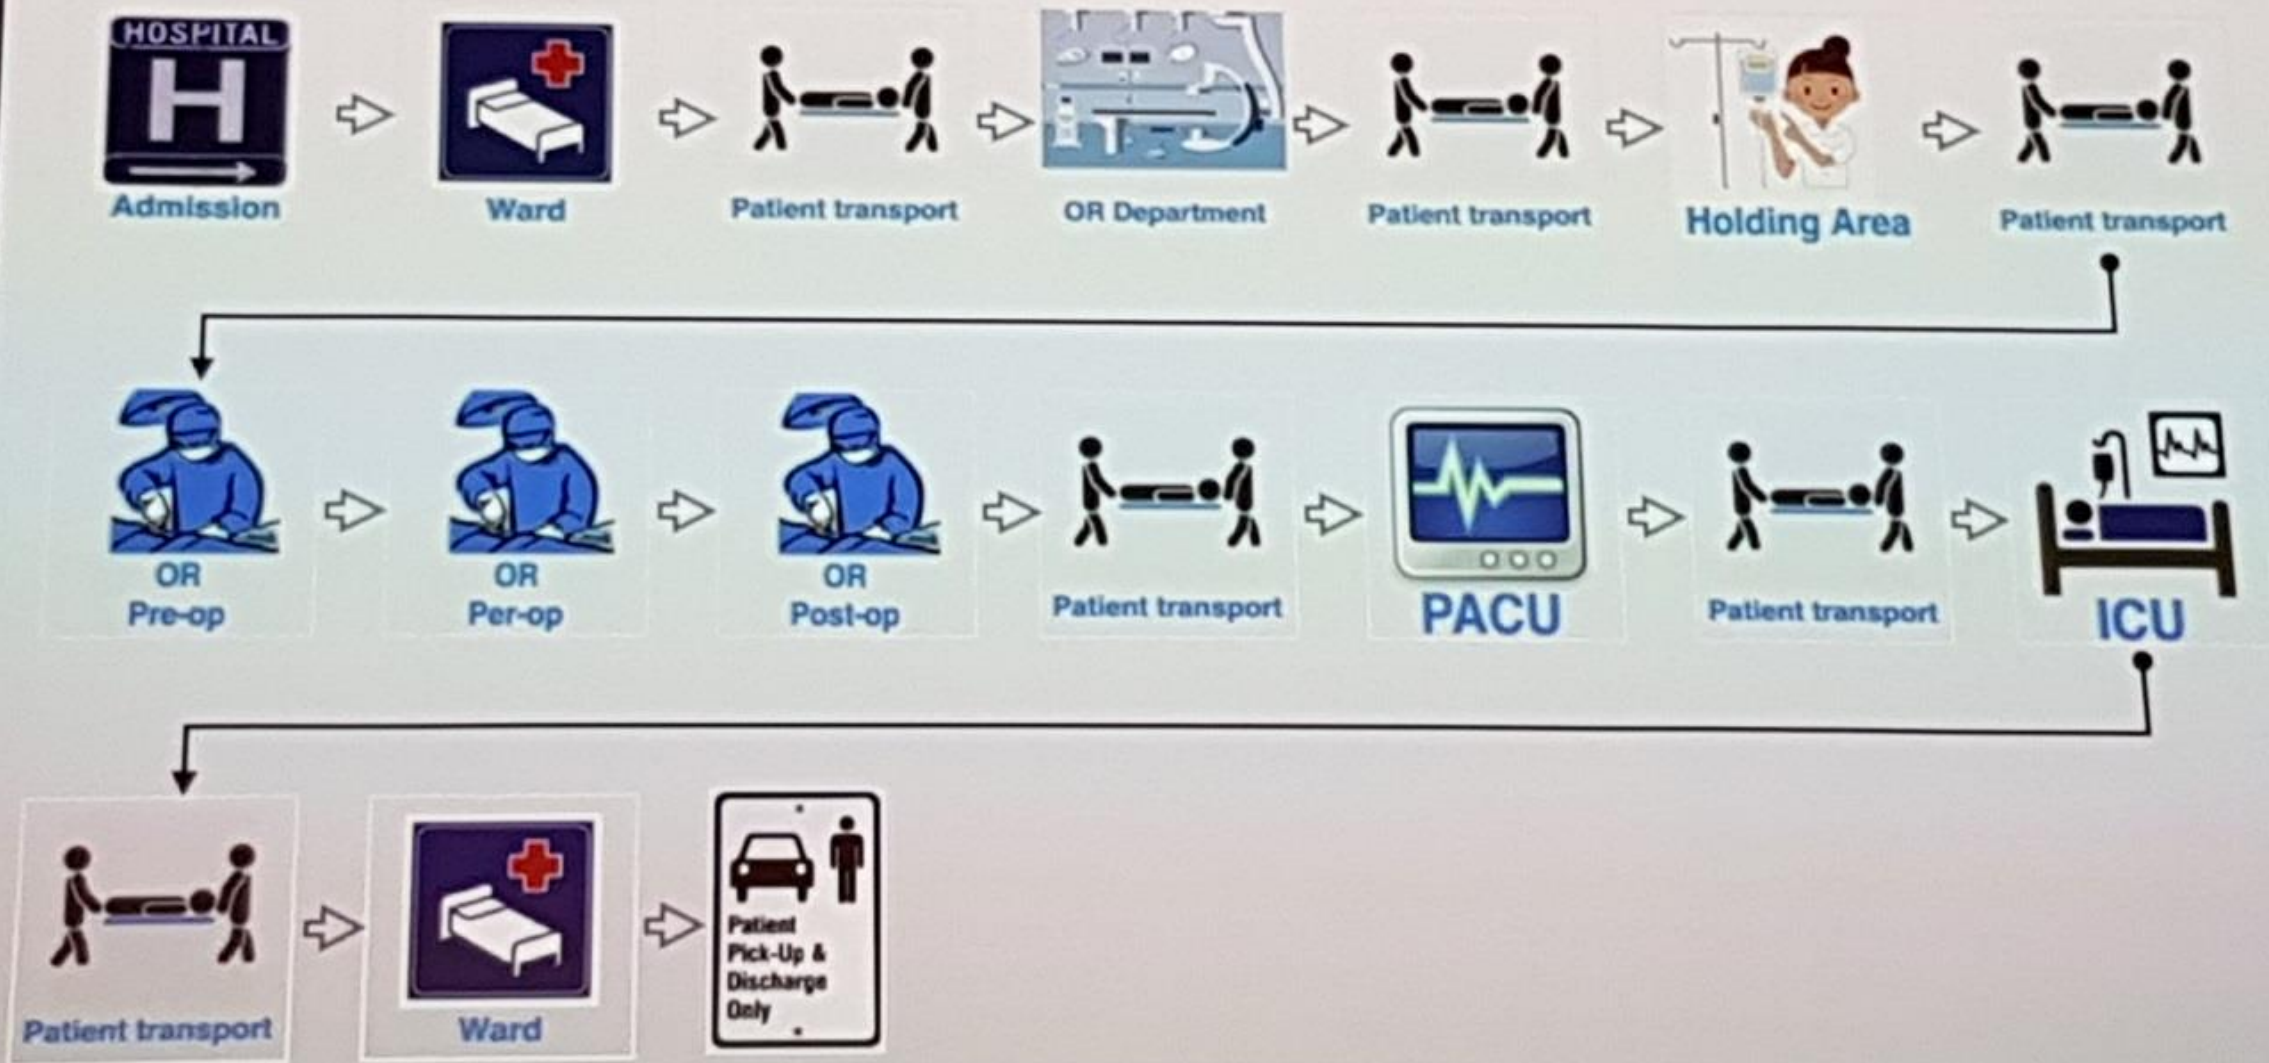 HOSPITAL
H
Admission
Ward
Patient transport
OR Department
Patient transport
Holding Area
Patient transport
OR
Pre-op
OR
Per-op
OR
Post-op
Patient transport
PACU
Patient transport
ICU
Patient transport
Ward
Patient
Pick-Up &
Discharge
Only